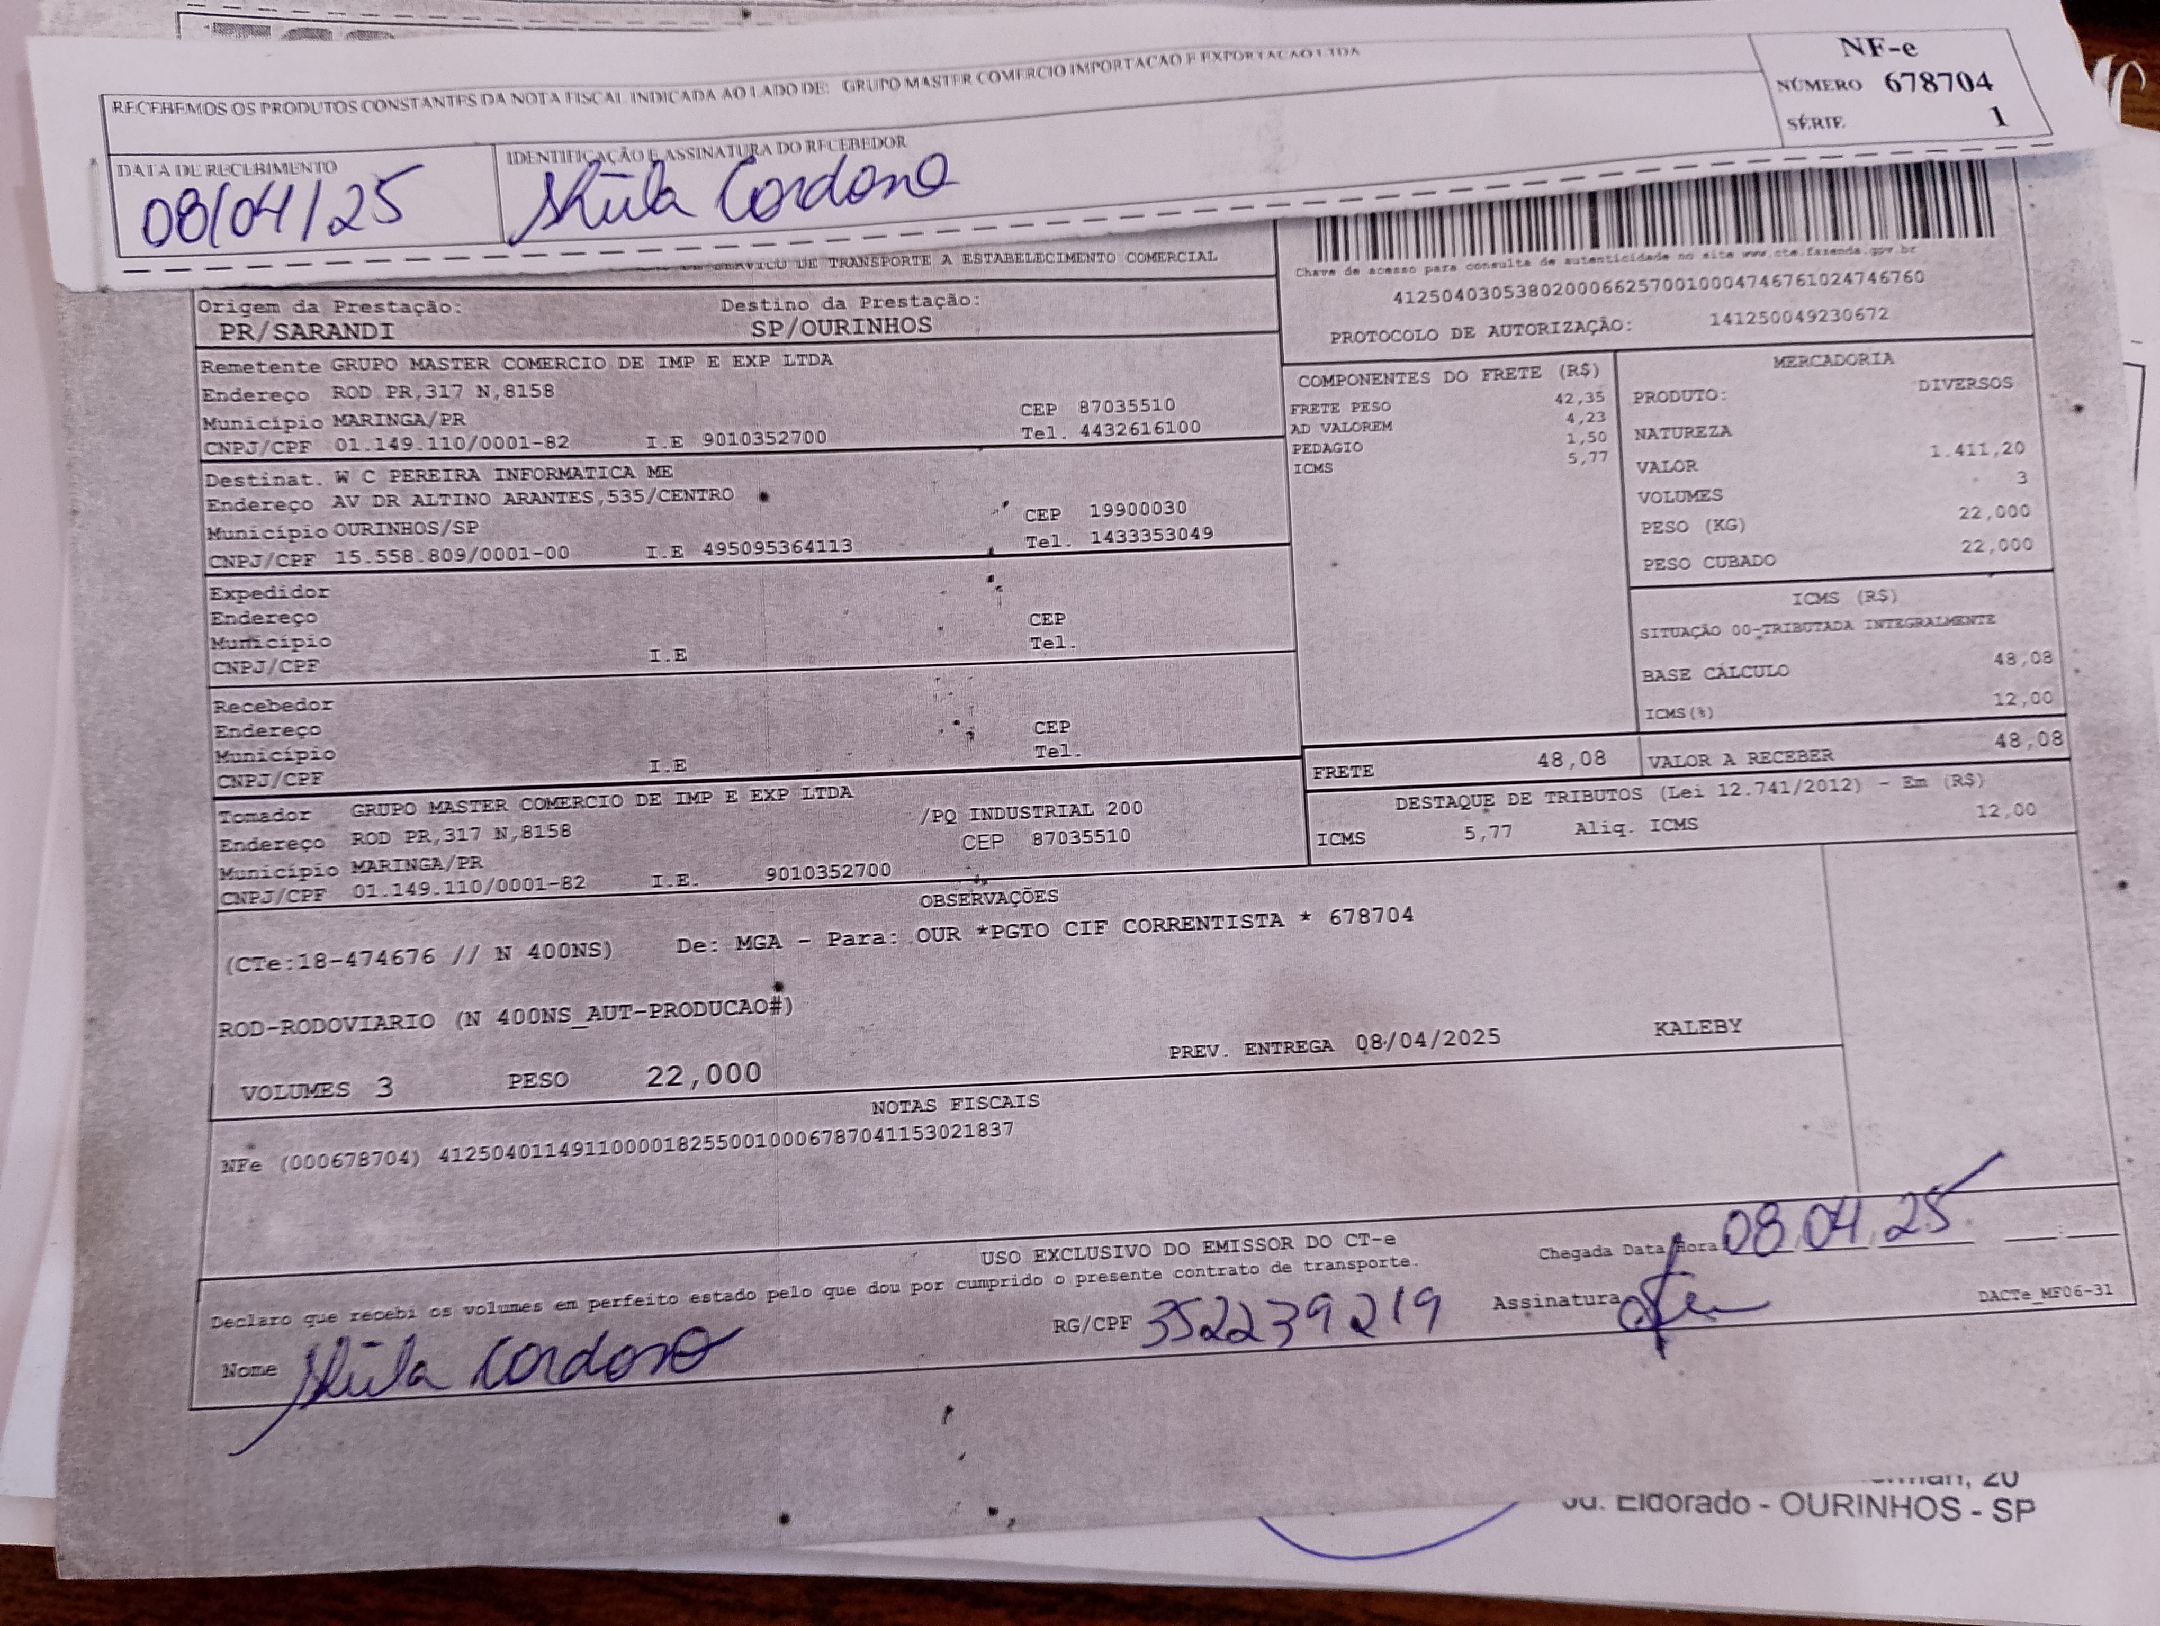 RECEBEMOS OS PRODUTOS CONSTANTES DA NOTA FISCAL INDICADA AO LADO DE: GRUPO MASTER COMERCIO IMPORTACAO E EXPORTACAO LTDA
NF-e
NÚMERO 678704
SÉRIE 1
DATA DE RECEBIMENTO
08/04/25
IDENTIFICAÇÃO E ASSINATURA DO RECEBEDOR
Cardoso
DE TRANSPORTE A ESTABELECIMENTO COMERCIAL
Chave de acesso para consulta de autenticidade no site www.cte.fazenda.gov.br
41250403053802000662570010004746761024746760
PROTOCOLO DE AUTORIZAÇÃO: 141250049230672
Origem da Prestação: Destino da Prestação:
PR/SARANDI SP/OURINHOS
Remetente GRUPO MASTER COMERCIO DE IMP E EXP LTDA
Endereço ROD PR,317 N,8158
Município MARINGA/PR CEP 87035510
CNPJ/CPF 01.149.110/0001-82 I.E 9010352700 Tel. 4432616100
Destinat. W C PEREIRA INFORMATICA ME
Endereço AV DR ALTINO ARANTES,535/CENTRO
Município OURINHOS/SP CEP 19900030
CNPJ/CPF 15.558.809/0001-00 I.E 495095364113 Tel. 1433353049
Expedidor
Endereço
Município CEP
CNPJ/CPF I.E Tel.
Recebedor
Endereço
Município CEP
CNPJ/CPF I.E Tel.
Tomador GRUPO MASTER COMERCIO DE IMP E EXP LTDA
Endereço ROD PR,317 N,8158 /PQ INDUSTRIAL 200
Município MARINGA/PR CEP 87035510
CNPJ/CPF 01.149.110/0001-82 I.E. 9010352700
COMPONENTES DO FRETE (R$)
FRETE PESO 42,35
AD VALOREM 4,23
PEDAGIO 1,50
ICMS 5,77
MERCADORIA
PRODUTO: DIVERSOS
NATUREZA
VALOR 1.411,20
VOLUMES 3
PESO (KG) 22,000
PESO CUBADO 22,000
ICMS (R$)
SITUAÇÃO 00-TRIBUTADA INTEGRALMENTE
BASE CÁLCULO 48,08
ICMS(%) 12,00
FRETE 48,08 VALOR A RECEBER 48,08
DESTAQUE DE TRIBUTOS (Lei 12.741/2012) - Em (R$)
ICMS 5,77 Aliq. ICMS 12,00
OBSERVAÇÕES
(CTe:18-474676 // N 400NS) De: MGA - Para: OUR *PGTO CIF CORRENTISTA * 678704
ROD-RODOVIARIO (N 400NS_AUT-PRODUCAO#)
VOLUMES 3 PESO 22,000 PREV. ENTREGA 08/04/2025 KALEBY
NOTAS FISCAIS
NFe (000678704) 41250401149110000182550010006787041153021837
USO EXCLUSIVO DO EMISSOR DO CT-e
Declaro que recebi os volumes em perfeito estado pelo que dou por cumprido o presente contrato de transporte.
Chegada Data Hora 08 04 25
Nome Cardoso RG/CPF 352239219 Assinatura
DACTe_MF06-31
20
Jd. Eldorado - OURINHOS - SP